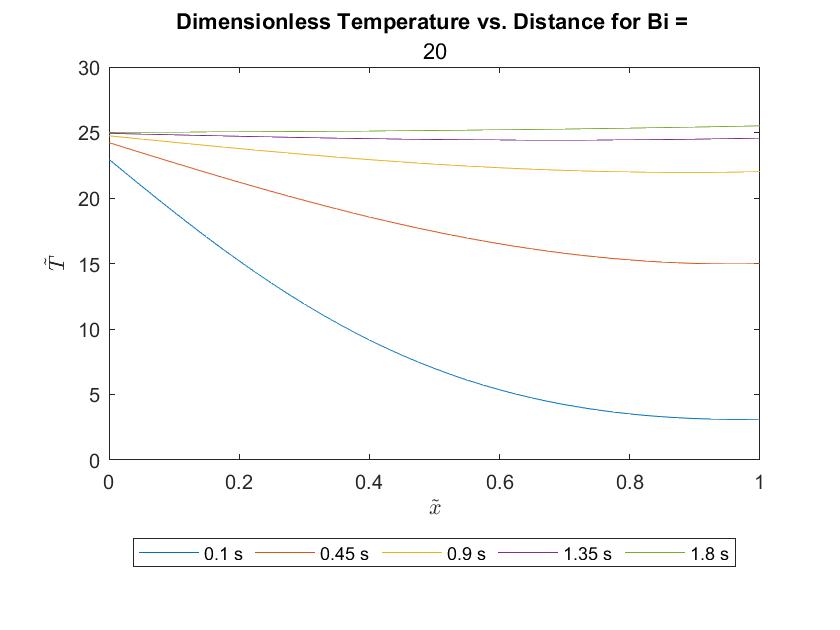 Dimensionless Temperature vs. Distance for Bi =
20
30
25
20
15
10
5
0
T̃
0 0.2 0.4 0.6 0.8 1
x̃
0.1 s 0.45 s 0.9 s 1.35 s 1.8 s